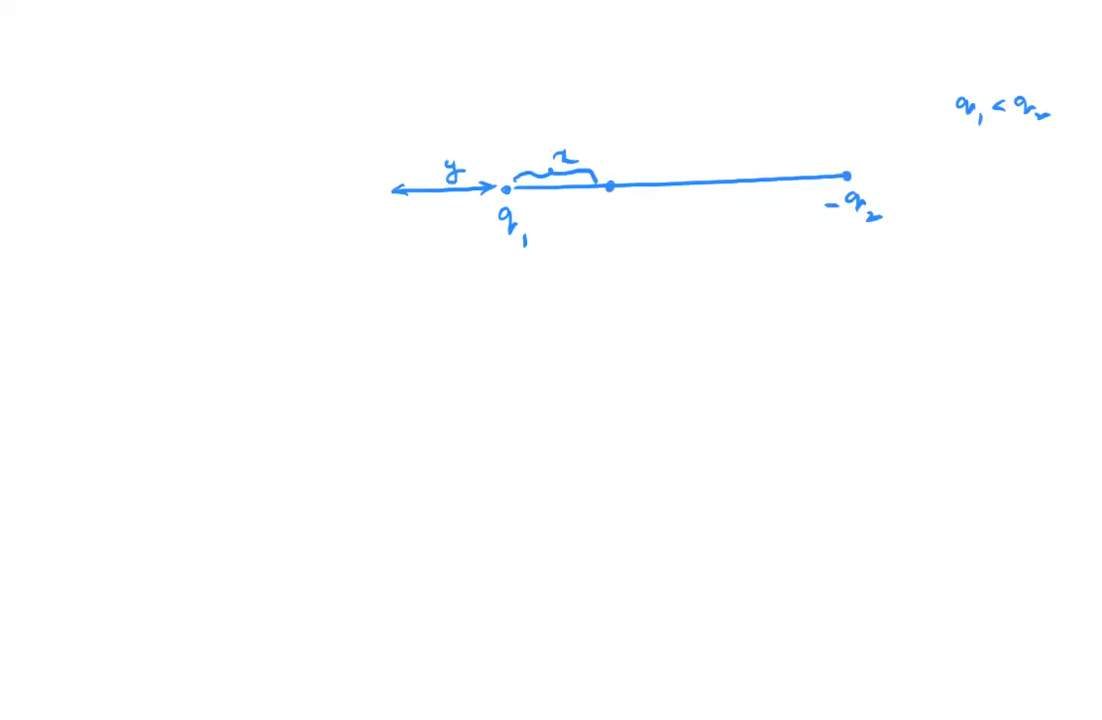 q₁ < q₂
y
x
q₁
- q₂